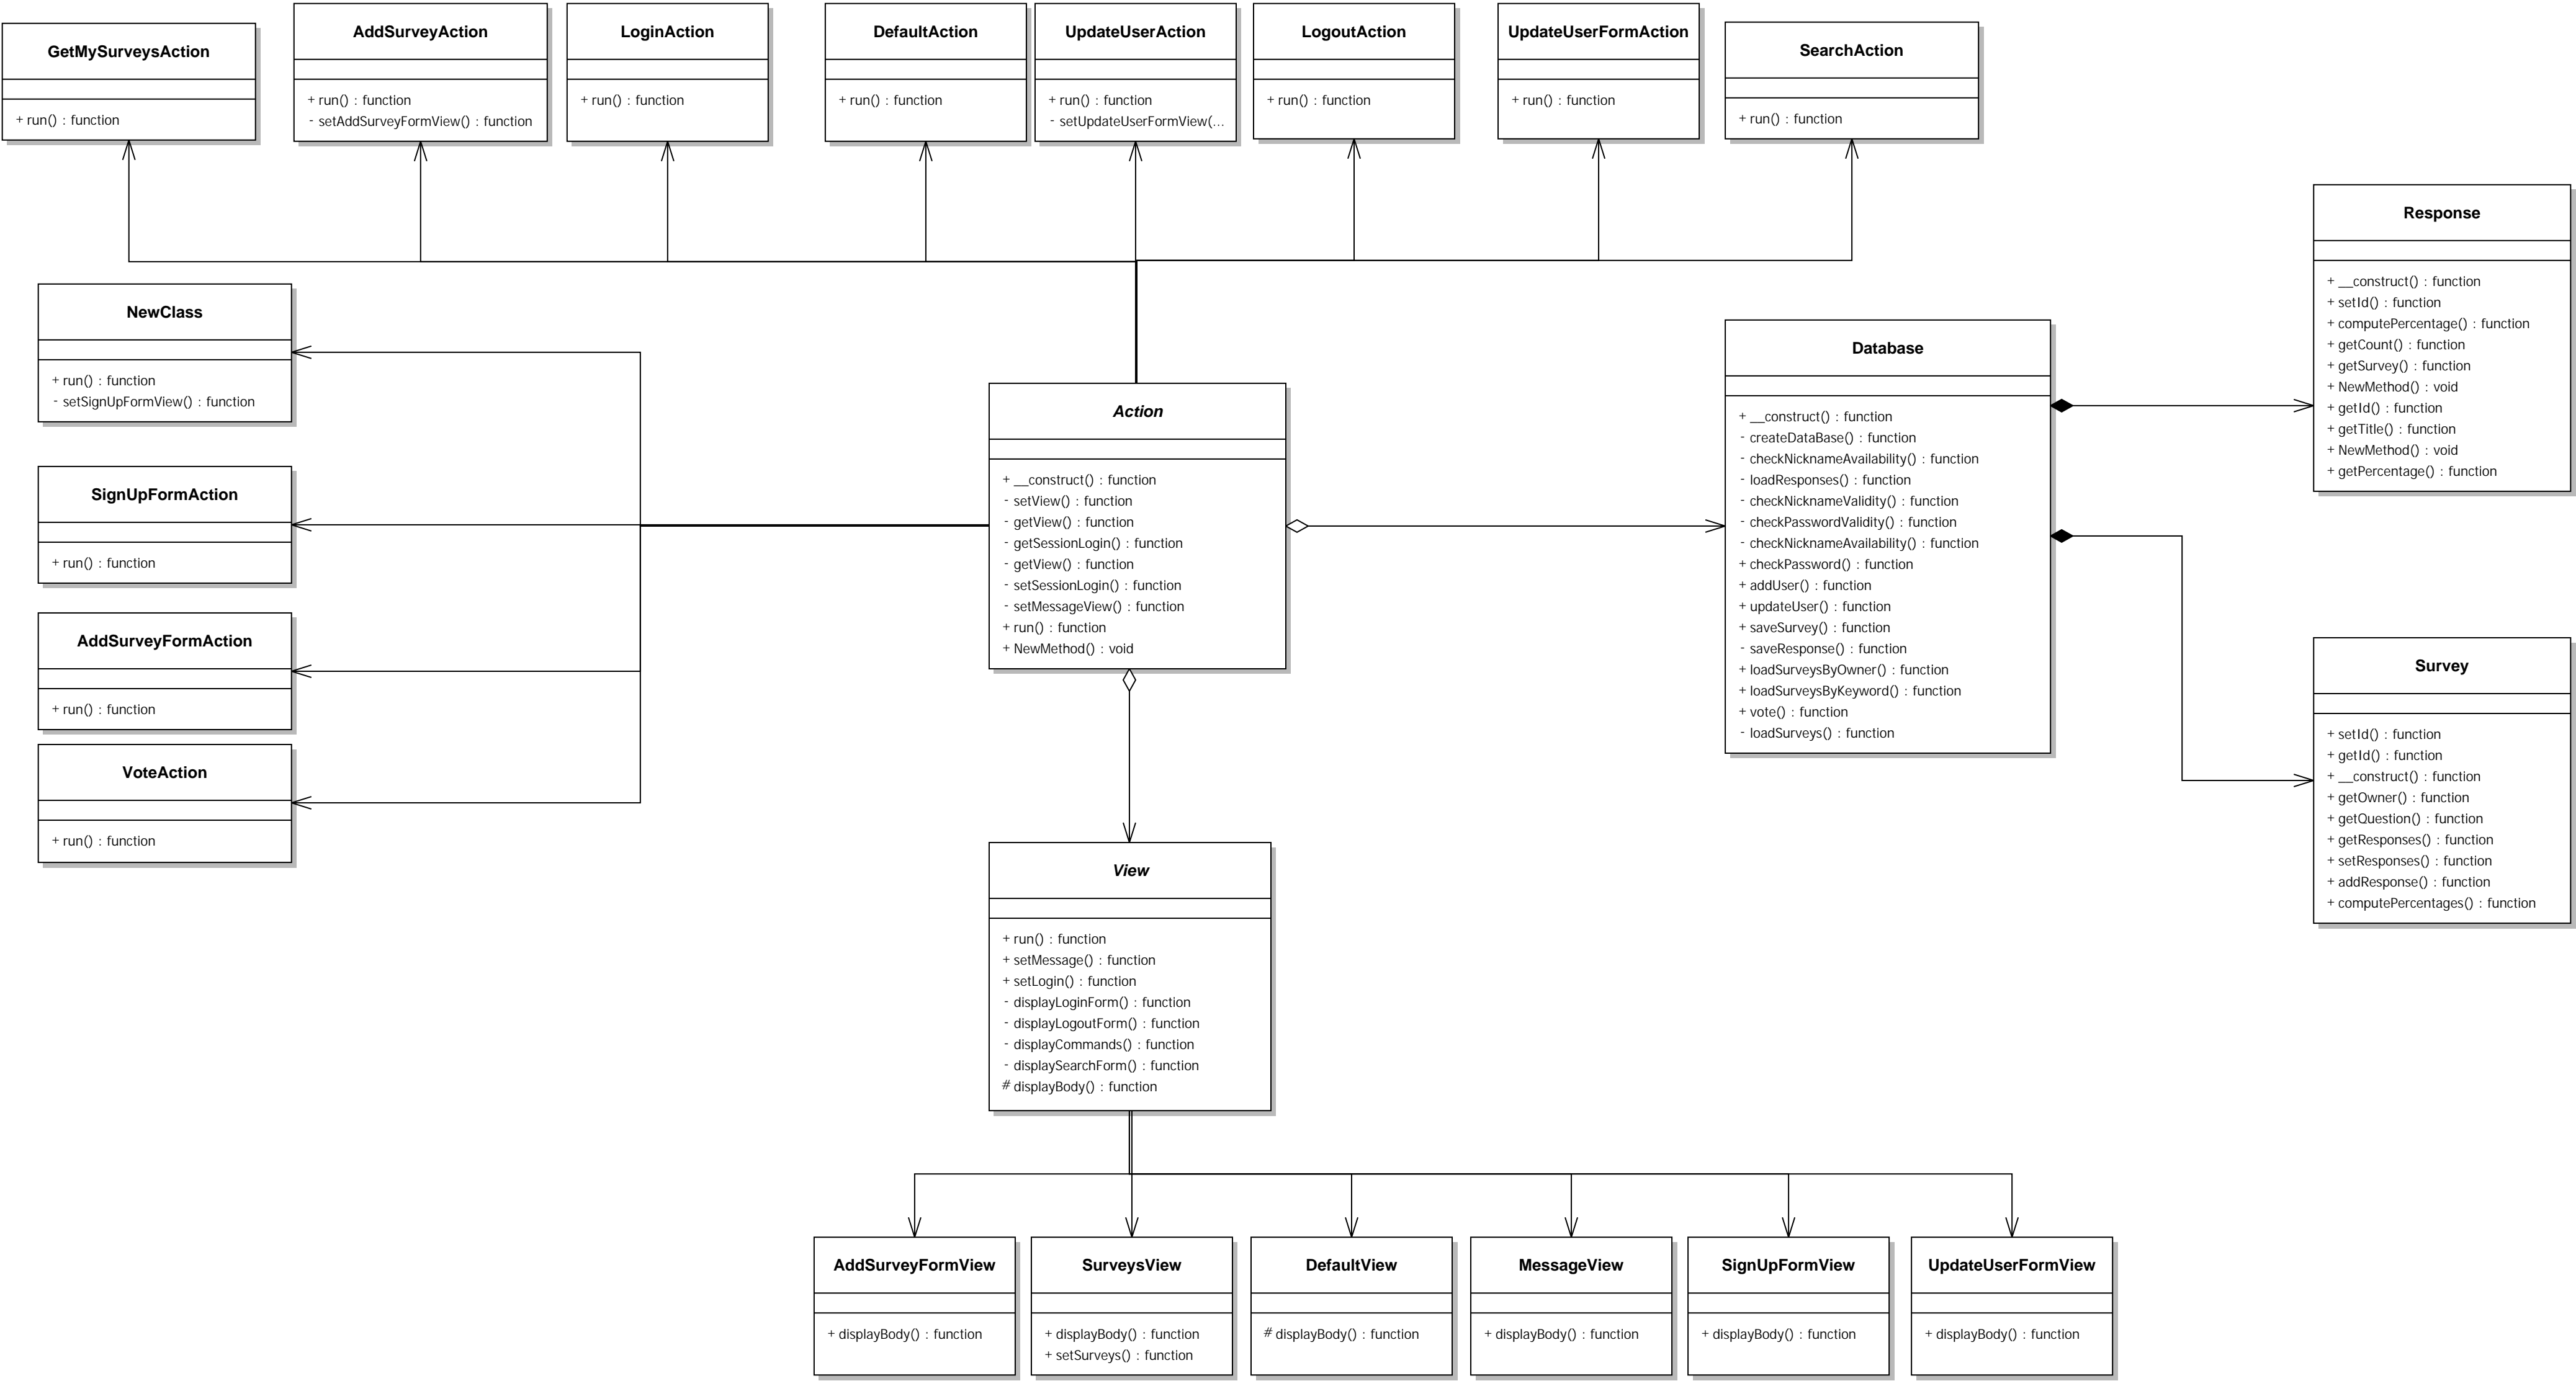 GetMySurveysAction
+ run() : function
AddSurveyAction
+ run() : function
- setAddSurveyFormView() : function
LoginAction
+ run() : function
DefaultAction
+ run() : function
UpdateUserAction
+ run() : function
- setUpdateUserFormView(...
LogoutAction
+ run() : function
UpdateUserFormAction
+ run() : function
SearchAction
+ run() : function
Response
+ __construct() : function
+ setId() : function
+ computePercentage() : function
+ getCount() : function
+ getSurvey() : function
+ NewMethod() : void
+ getId() : function
+ getTitle() : function
+ NewMethod() : void
+ getPercentage() : function
NewClass
+ run() : function
- setSignUpFormView() : function
SignUpFormAction
+ run() : function
AddSurveyFormAction
+ run() : function
VoteAction
+ run() : function
Action
+ __construct() : function
- setView() : function
- getView() : function
- getSessionLogin() : function
- getView() : function
- setSessionLogin() : function
- setMessageView() : function
+ run() : function
+ NewMethod() : void
Database
+ __construct() : function
- createDataBase() : function
- checkNicknameAvailability() : function
- loadResponses() : function
- checkNicknameValidity() : function
- checkPasswordValidity() : function
- checkNicknameAvailability() : function
+ checkPassword() : function
+ addUser() : function
+ updateUser() : function
+ saveSurvey() : function
- saveResponse() : function
+ loadSurveysByOwner() : function
+ loadSurveysByKeyword() : function
+ vote() : function
- loadSurveys() : function
Survey
+ setId() : function
+ getId() : function
+ __construct() : function
+ getOwner() : function
+ getQuestion() : function
+ getResponses() : function
+ setResponses() : function
+ addResponse() : function
+ computePercentages() : function
View
+ run() : function
+ setMessage() : function
+ setLogin() : function
- displayLoginForm() : function
- displayLogoutForm() : function
- displayCommands() : function
- displaySearchForm() : function
# displayBody() : function
AddSurveyFormView
+ displayBody() : function
SurveysView
+ displayBody() : function
+ setSurveys() : function
DefaultView
# displayBody() : function
MessageView
+ displayBody() : function
SignUpFormView
+ displayBody() : function
UpdateUserFormView
+ displayBody() : function